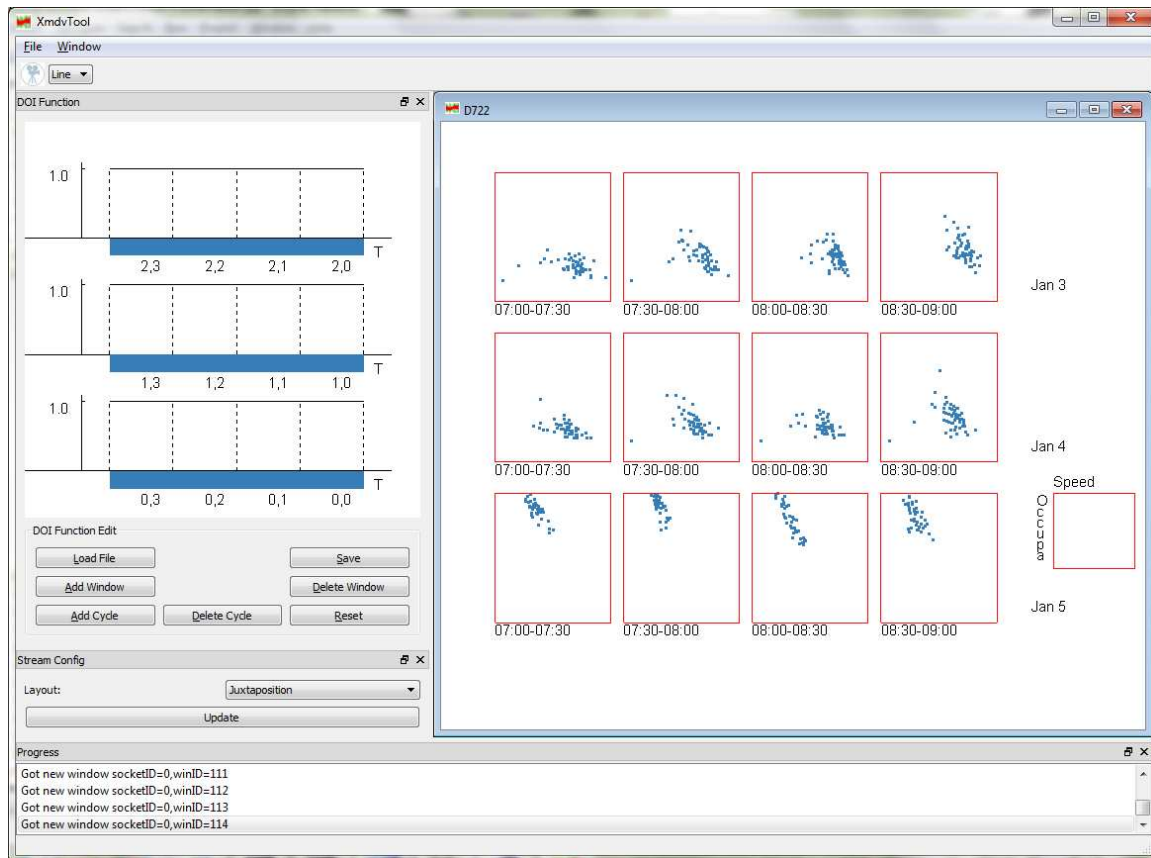 XmdvTool
File Window
Line
DOI Function
1.0
T
2,3 2,2 2,1 2,0
1.0
T
1,3 1,2 1,1 1,0
1.0
T
0,3 0,2 0,1 0,0
DOI Function Edit
Load File Save
Add Window Delete Window
Add Cycle Delete Cycle Reset
Stream Config
Layout: Juxtaposition
Update
D722
Jan 3
07:00-07:30 07:30-08:00 08:00-08:30 08:30-09:00
Jan 4
07:00-07:30 07:30-08:00 08:00-08:30 08:30-09:00
Speed
Occupa
Jan 5
07:00-07:30 07:30-08:00 08:00-08:30 08:30-09:00
Progress
Got new window socketID=0,winID=111
Got new window socketID=0,winID=112
Got new window socketID=0,winID=113
Got new window socketID=0,winID=114